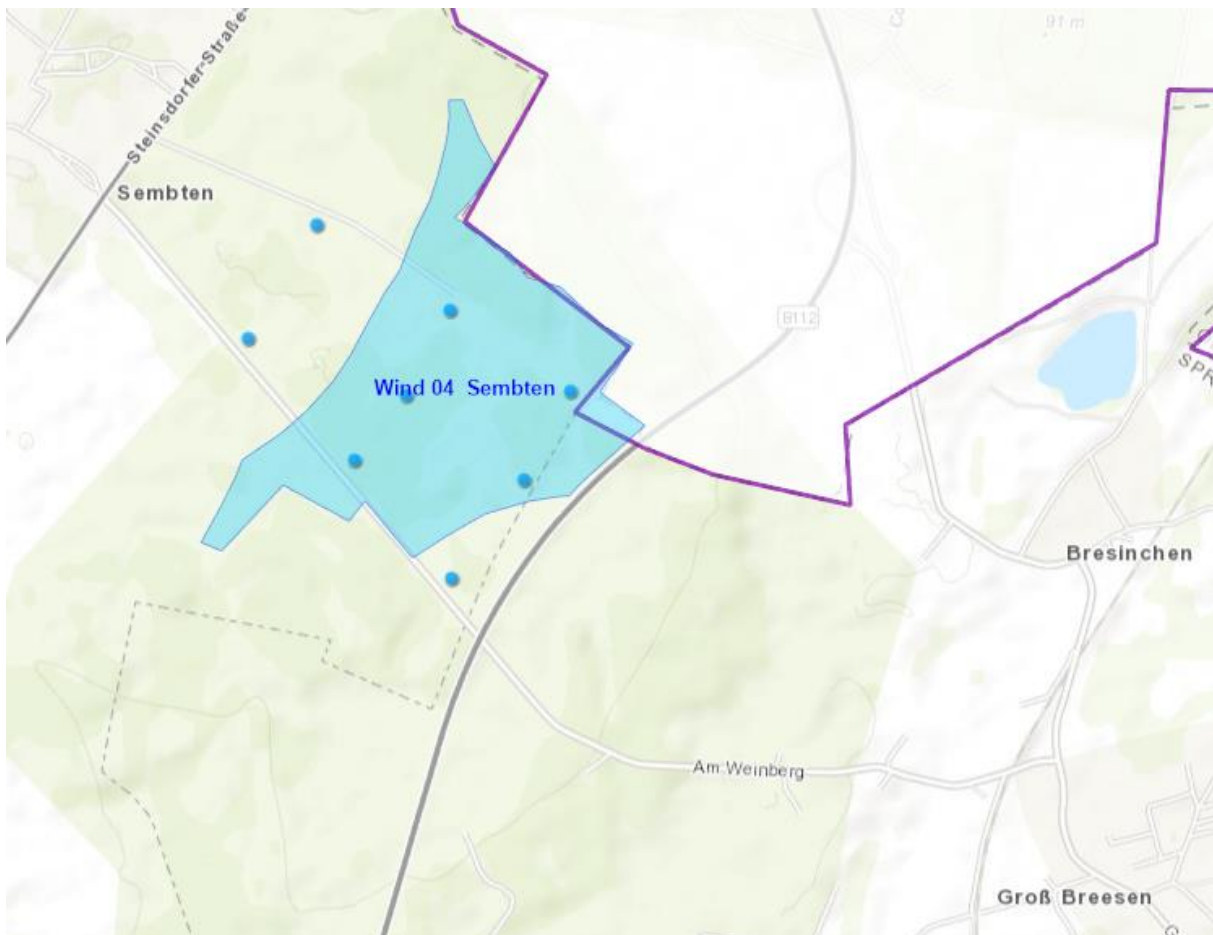 91 m
Steinsdorfer-Straße
Sembten
B112
Wind 04 Sembten
Bresinchen
Am Weinberg
Groß Breesen